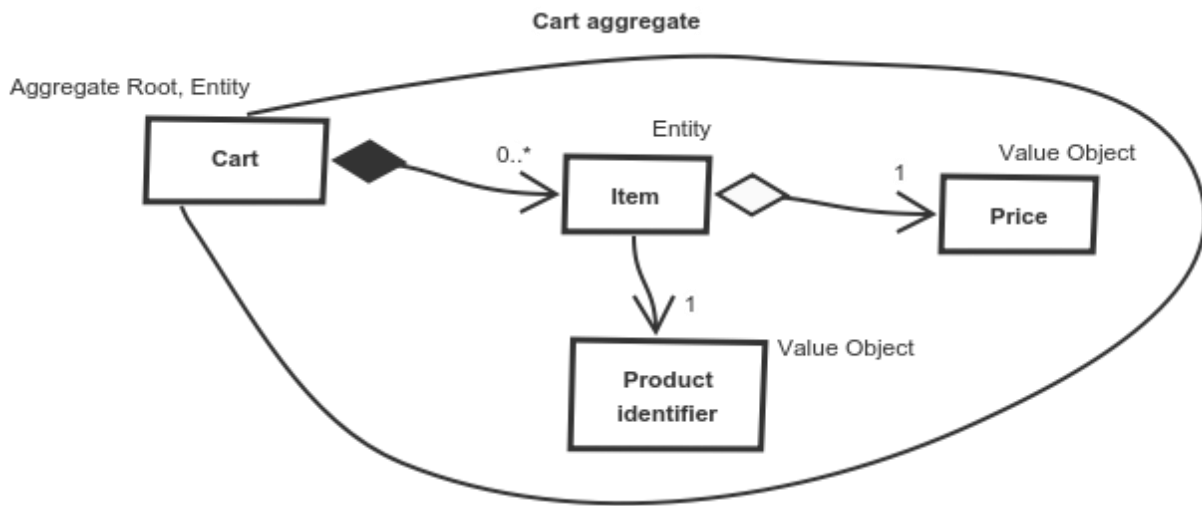 Cart aggregate
Aggregate Root, Entity
Cart
0..*
Entity
Item
1
Value Object
Price
1
Product
identifier
Value Object